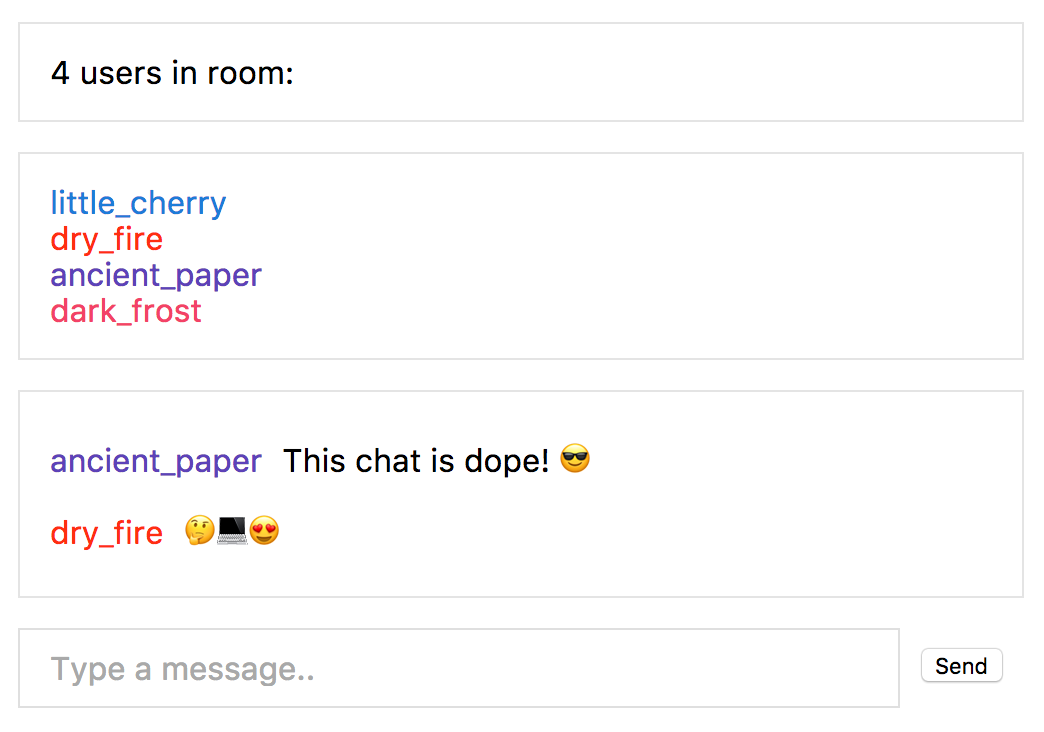 4 users in room:
little_cherry
dry_fire
ancient_paper
dark_frost
ancient_paper This chat is dope! 😎
dry_fire 🤔💻😍
Type a message..
Send